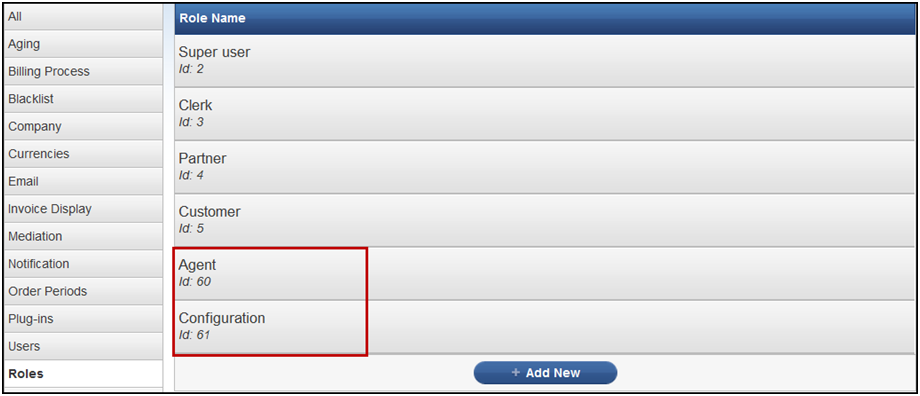 All
Aging
Billing Process
Blacklist
Company
Currencies
Email
Invoice Display
Mediation
Notification
Order Periods
Plug-ins
Users
Roles
Role Name
Super user
Id: 2
Clerk
Id: 3
Partner
Id: 4
Customer
Id: 5
Agent
Id: 60
Configuration
Id: 61
+ Add New